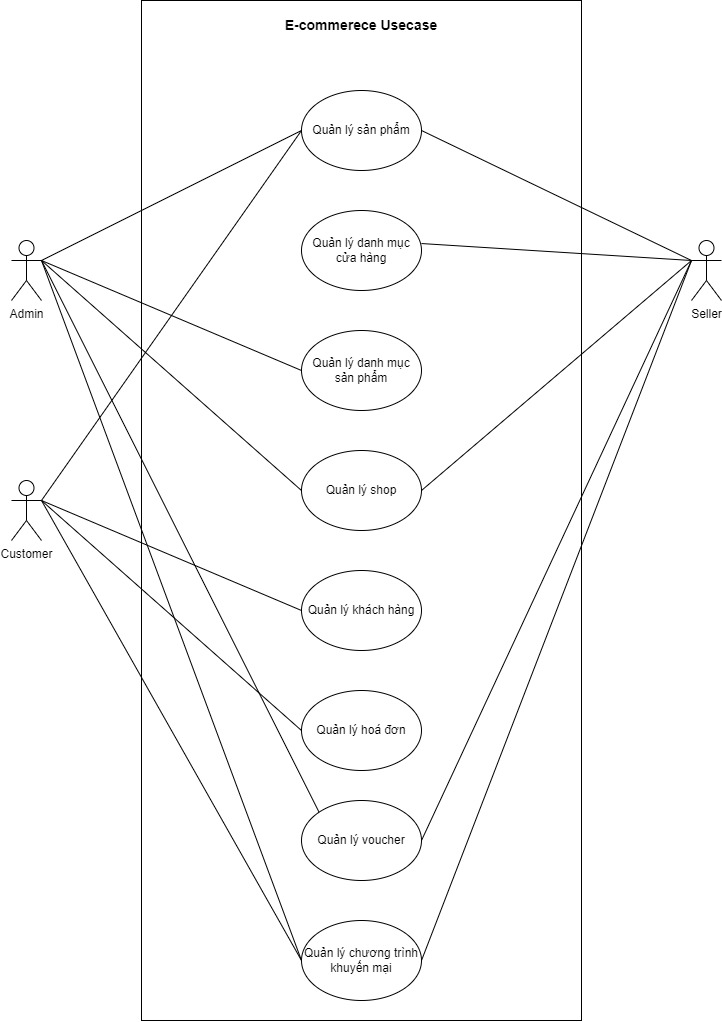 E-commerece Usecase
Quản lý sản phẩm
Quản lý danh mục
cửa hàng
Admin
Seller
Quản lý danh mục
sản phẩm
Quản lý shop
Customer
Quản lý khách hàng
Quản lý hoá đơn
Quản lý voucher
Quản lý chương trình
khuyến mại